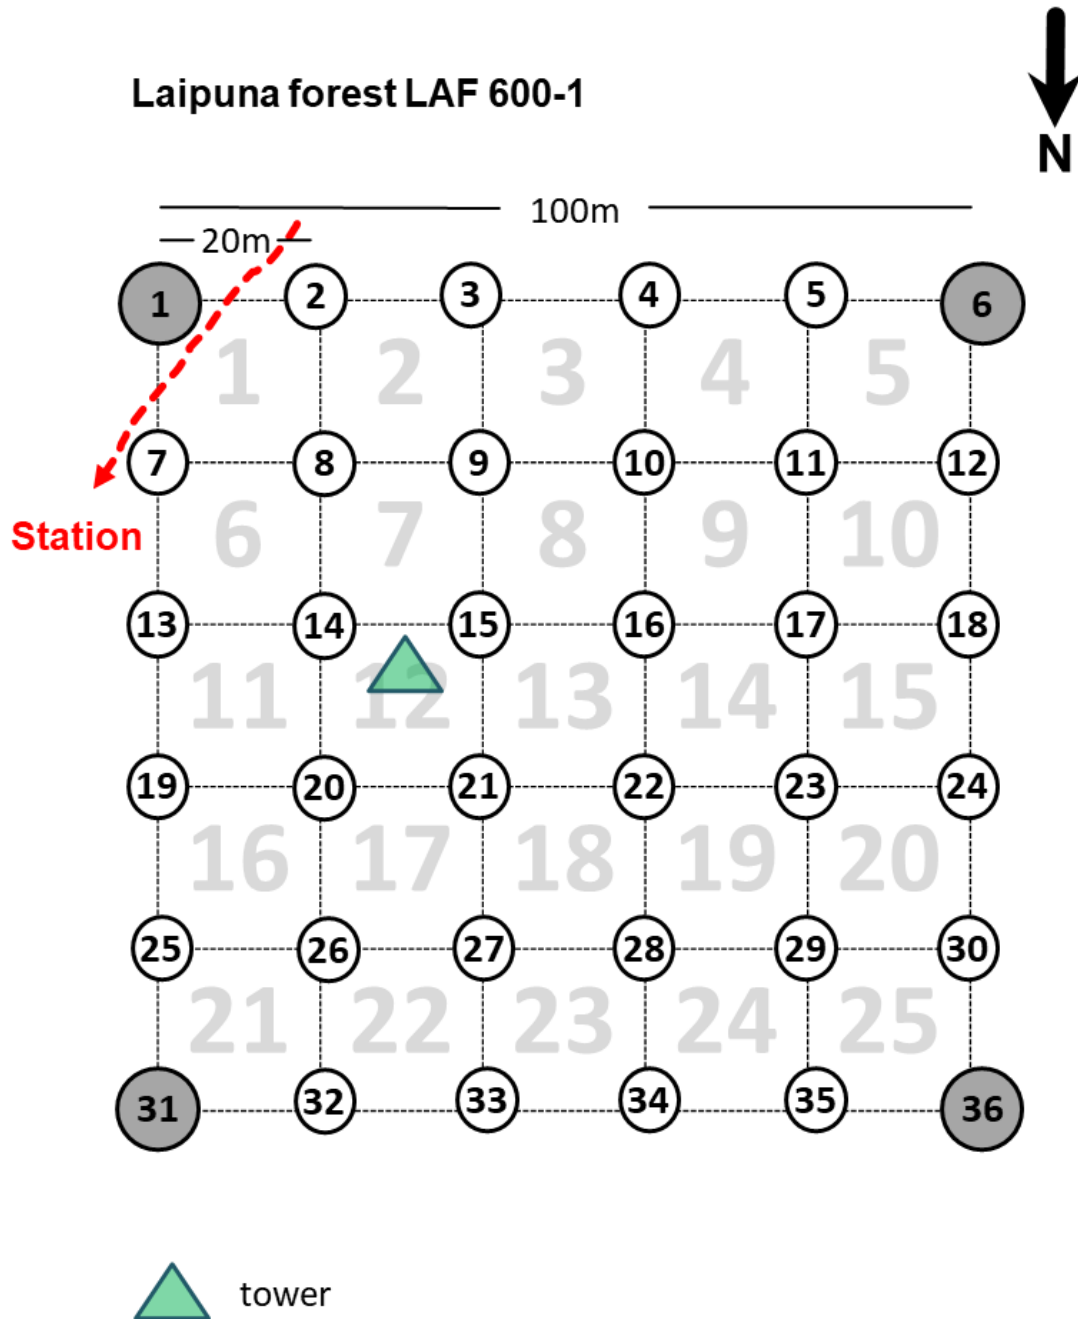 N
Laipuna forest LAF 600-1
100m
20m
1 2 3 4 5 6
1 2 3 4 5
7 8 9 10 11 12
Station
6 7 8 9 10
13 14 15 16 17 18
11 12 13 14 15
19 20 21 22 23 24
16 17 18 19 20
25 26 27 28 29 30
21 22 23 24 25
31 32 33 34 35 36
tower